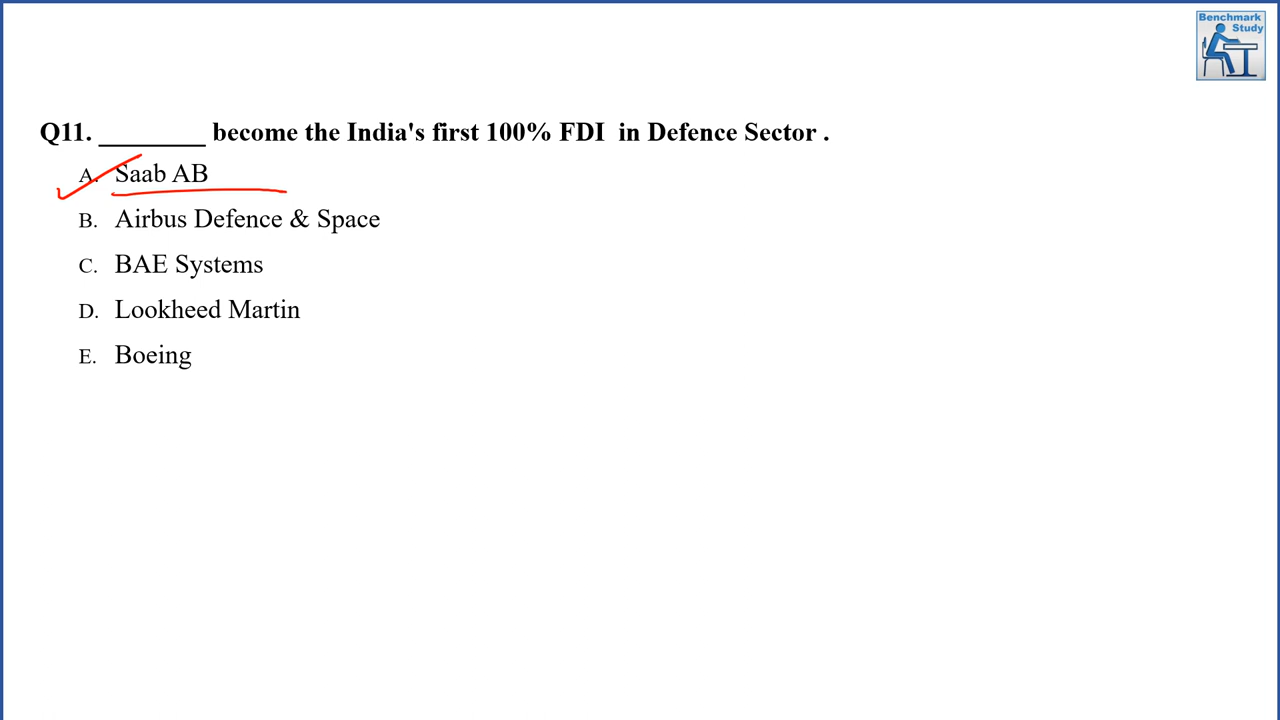 Benchmark
Study
Q11. ________ become the India's first 100% FDI in Defence Sector .
A. Saab AB
B. Airbus Defence & Space
C. BAE Systems
D. Lookheed Martin
E. Boeing